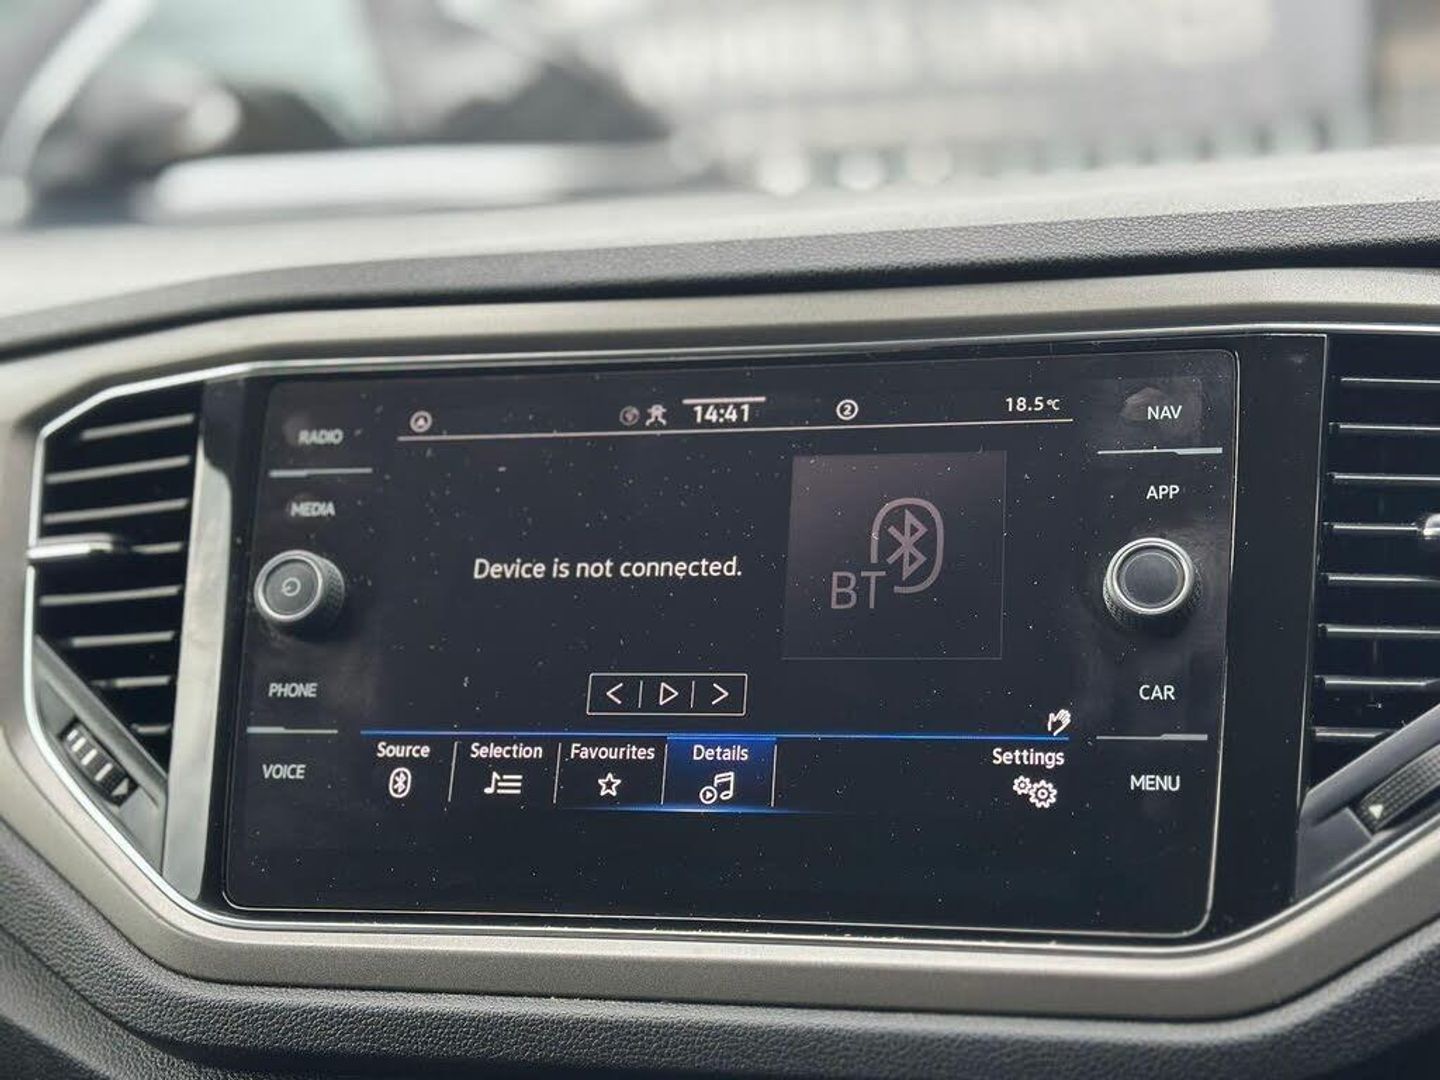 RADIO
MEDIA
PHONE
VOICE
14:41
2
18.5°C
Device is not connected.
BT
Source
Selection
Favourites
Details
Settings
NAV
APP
CAR
MENU